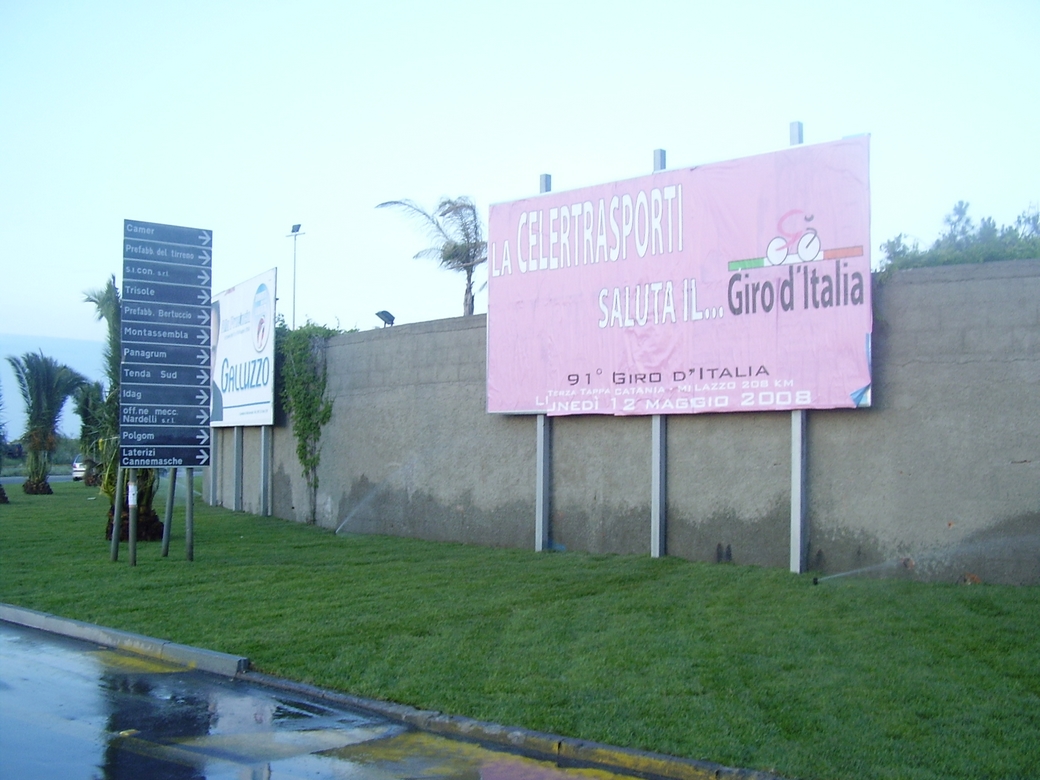 Camer
Prefabb del tirreno
s.r.con. s.r.l.
Trisole
Prefabb. Bertuccio
Montassembla
Panagrum
Tenda Sud
Idag
off.ne mecc.
Nardelli s.r.l.
Polgom
Laterizi
Cannemasche
GALLUZZO
LA CELERTRASPORTI
SALUTA IL...
Giro d'Italia
91° GIRO D"ITALIA
TERZA TAPPA CATANIA - MILAZZO 208 KM
LUNEDÌ 12 MAGGIO 2008